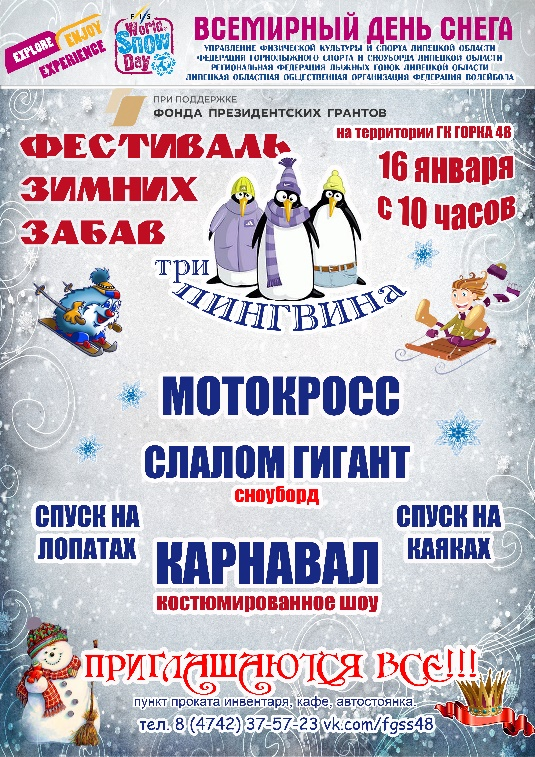 EXPLORE
ENJOY
EXPERIENCE
F/I/S
World
Snow
Day
ВСЕМИРНЫЙ ДЕНЬ СНЕГА
УПРАВЛЕНИЕ ФИЗИЧЕСКОЙ КУЛЬТУРЫ И СПОРТА ЛИПЕЦКОЙ ОБЛАСТИ
ФЕДЕРАЦИЯ ГОРНОЛЫЖНОГО СПОРТА И СНОУБОРДА ЛИПЕЦКОЙ ОБЛАСТИ
РЕГИОНАЛЬНАЯ ФЕДЕРАЦИЯ ЛЫЖНЫХ ГОНОК ЛИПЕЦКОЙ ОБЛАСТИ
ЛИПЕЦКАЯ ОБЛАСТНАЯ ОБЩЕСТВЕННАЯ ОРГАНИЗАЦИЯ ФЕДЕРАЦИЯ ВОЛЕЙБОЛА
ПРИ ПОДДЕРЖКЕ
ФОНДА ПРЕЗИДЕНТСКИХ ГРАНТОВ
на территории ГК ГОРКА 48
ФЕСТИВАЛЬ
ЗИМНИХ
ЗАБАВ
16 января
с 10 часов
три
ПИНГВИНА
МОТОКРОСС
СЛАЛОМ ГИГАНТ
сноуборд
СПУСК НА
ЛОПАТАХ
СПУСК НА
КАЯКАХ
КАРНАВАЛ
костюмированное шоу
ПРИГЛАШАЮТСЯ ВСЕ!!!
пункт проката инвентаря, кафе, автостоянка.
тел. 8 (4742) 37-57-23 vk.com/fgss48